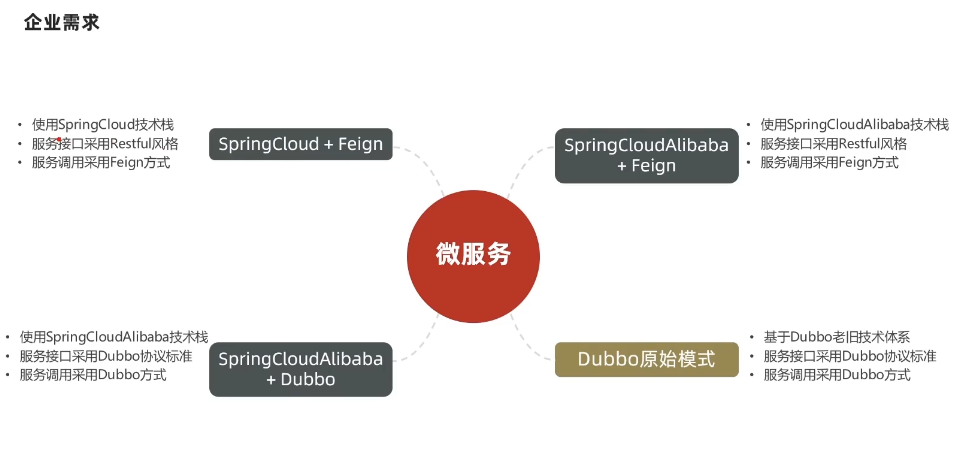 企业需求
• 使用SpringCloud技术栈
• 服务接口采用Restful风格
• 服务调用采用Feign方式
SpringCloud + Feign
SpringCloudAlibaba
+ Feign
• 使用SpringCloudAlibaba技术栈
• 服务接口采用Restful风格
• 服务调用采用Feign方式
微服务
• 使用SpringCloudAlibaba技术栈
• 服务接口采用Dubbo协议标准
• 服务调用采用Dubbo方式
SpringCloudAlibaba
+ Dubbo
Dubbo原始模式
• 基于Dubbo老旧技术体系
• 服务接口采用Dubbo协议标准
• 服务调用采用Dubbo方式